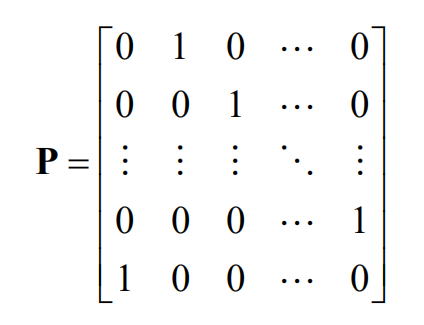 0 1 0 ⋯ 0
0 0 1 ⋯ 0
P = ⋮ ⋮ ⋮ ⋱ ⋮
0 0 0 ⋯ 1
1 0 0 ⋯ 0